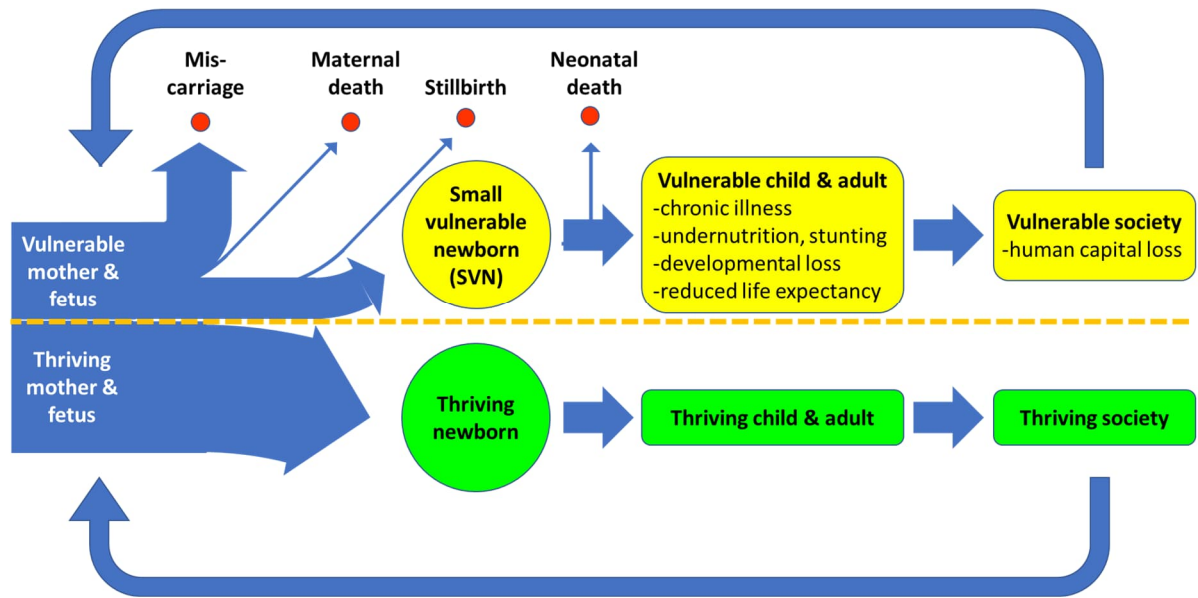 Mis-
carriage
Maternal
death
Stillbirth
Neonatal
death
Vulnerable
mother &
fetus
Small
vulnerable
newborn
(SVN)
Vulnerable child & adult
-chronic illness
-undernutrition, stunting
-developmental loss
-reduced life expectancy
Vulnerable society
-human capital loss
Thriving
mother &
fetus
Thriving
newborn
Thriving child & adult
Thriving society